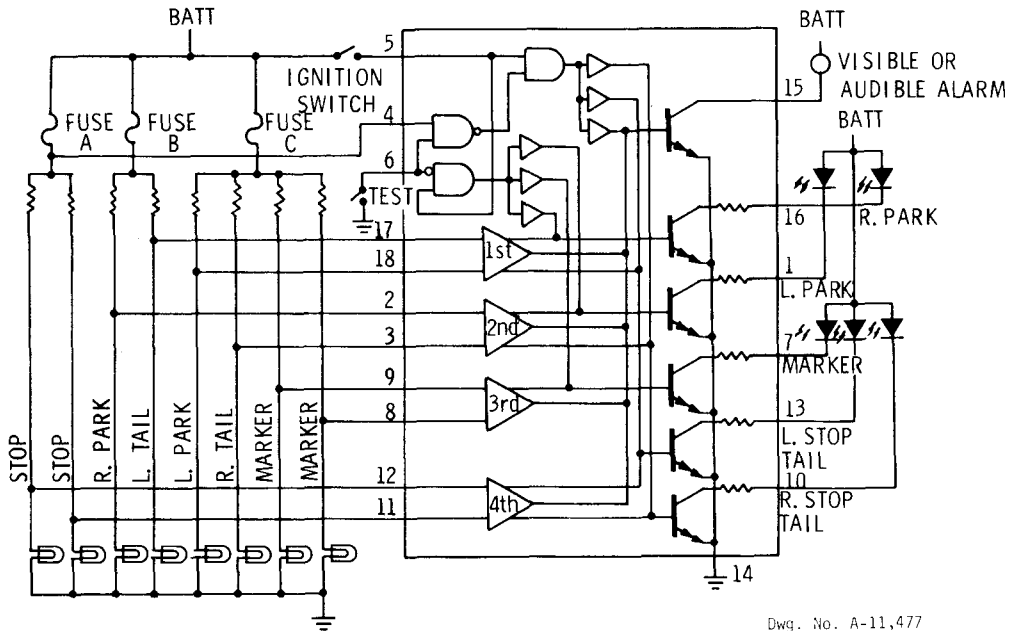 BATT
5
IGNITION
SWITCH
4
FUSE
A
FUSE
B
FUSE
C
6
TEST
17
18
2
3
9
8
12
11
STOP
STOP
R. PARK
L. TAIL
L. PARK
R. TAIL
MARKER
MARKER
1st
2nd
3rd
4th
BATT
VISIBLE OR
AUDIBLE ALARM
15
BATT
16
R. PARK
1
L. PARK
7
MARKER
13
L. STOP
TAIL
10
R. STOP
TAIL
14
Dwg. No. A-11,477